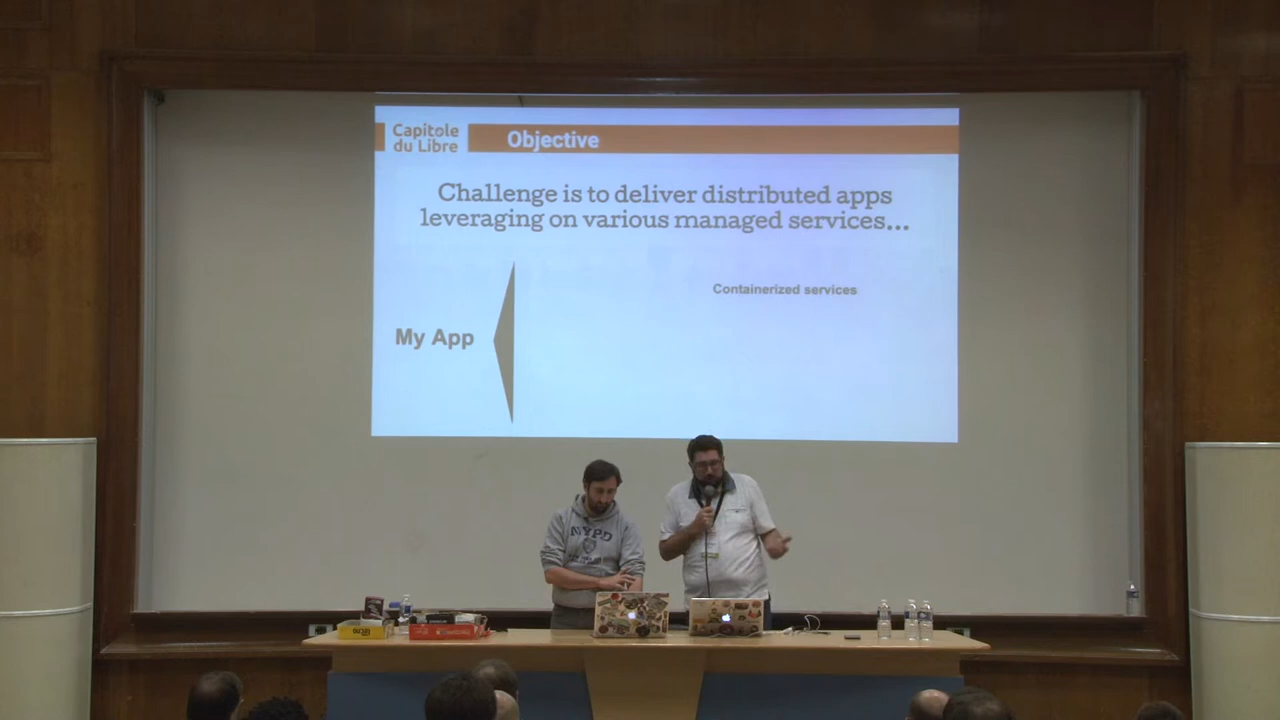 Capitole
du Libre
Objective
Challenge is to deliver distributed apps
leveraging on various managed services...
Containerized services
My App
NYPD